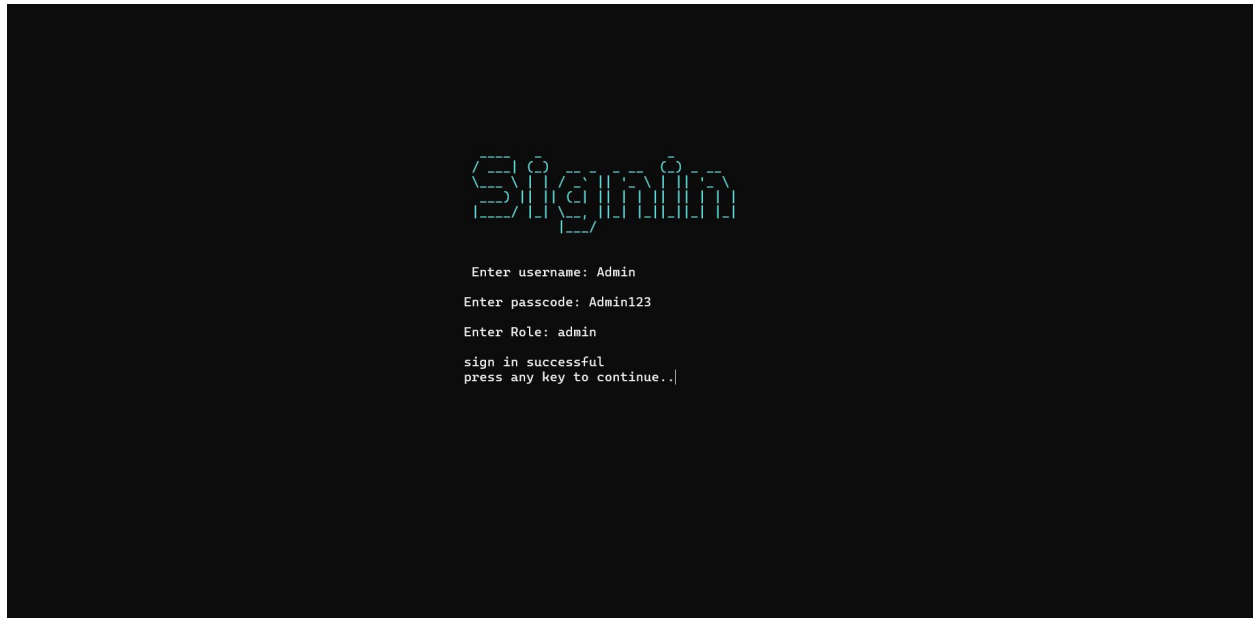 Signin
Enter username: Admin
Enter passcode: Admin123
Enter Role: admin
sign in successful
press any key to continue..